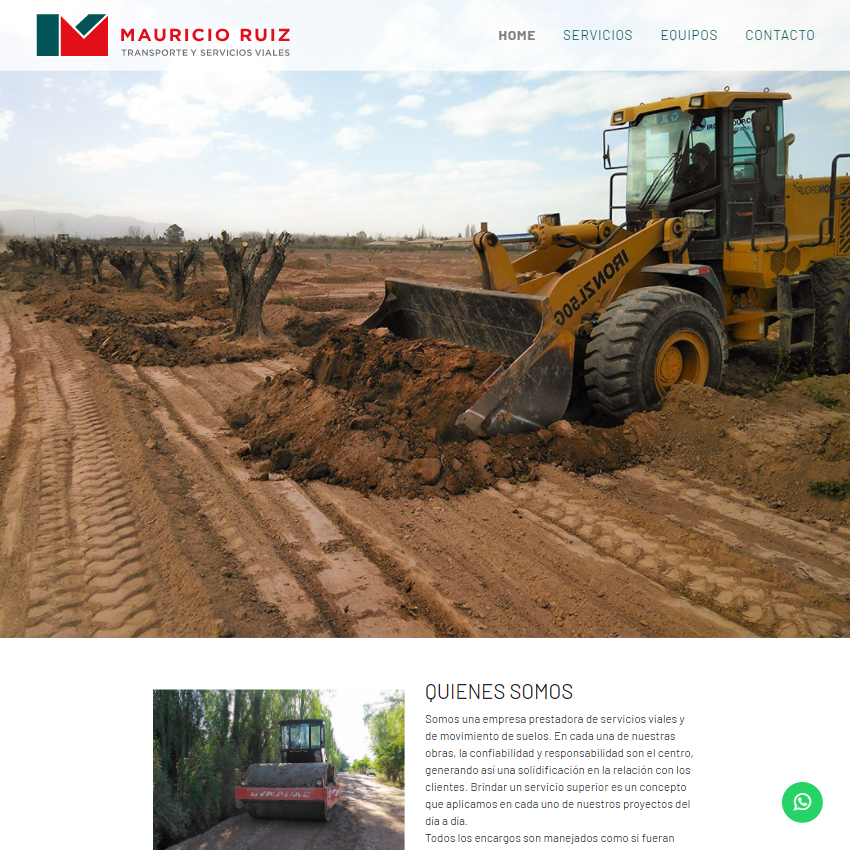 MAURICIO RUIZ
TRANSPORTE Y SERVICIOS VIALES
HOME SERVICIOS EQUIPOS CONTACTO
IRONZL50G
QUIENES SOMOS
Somos una empresa prestadora de servicios viales y
de movimiento de suelos. En cada una de nuestras
obras, la confiabilidad y responsabilidad son el centro,
generando así una solidificación en la relación con los
clientes. Brindar un servicio superior es un concepto
que aplicamos en cada uno de nuestros proyectos del
día a día.
Todos los encargos son manejados como si fueran